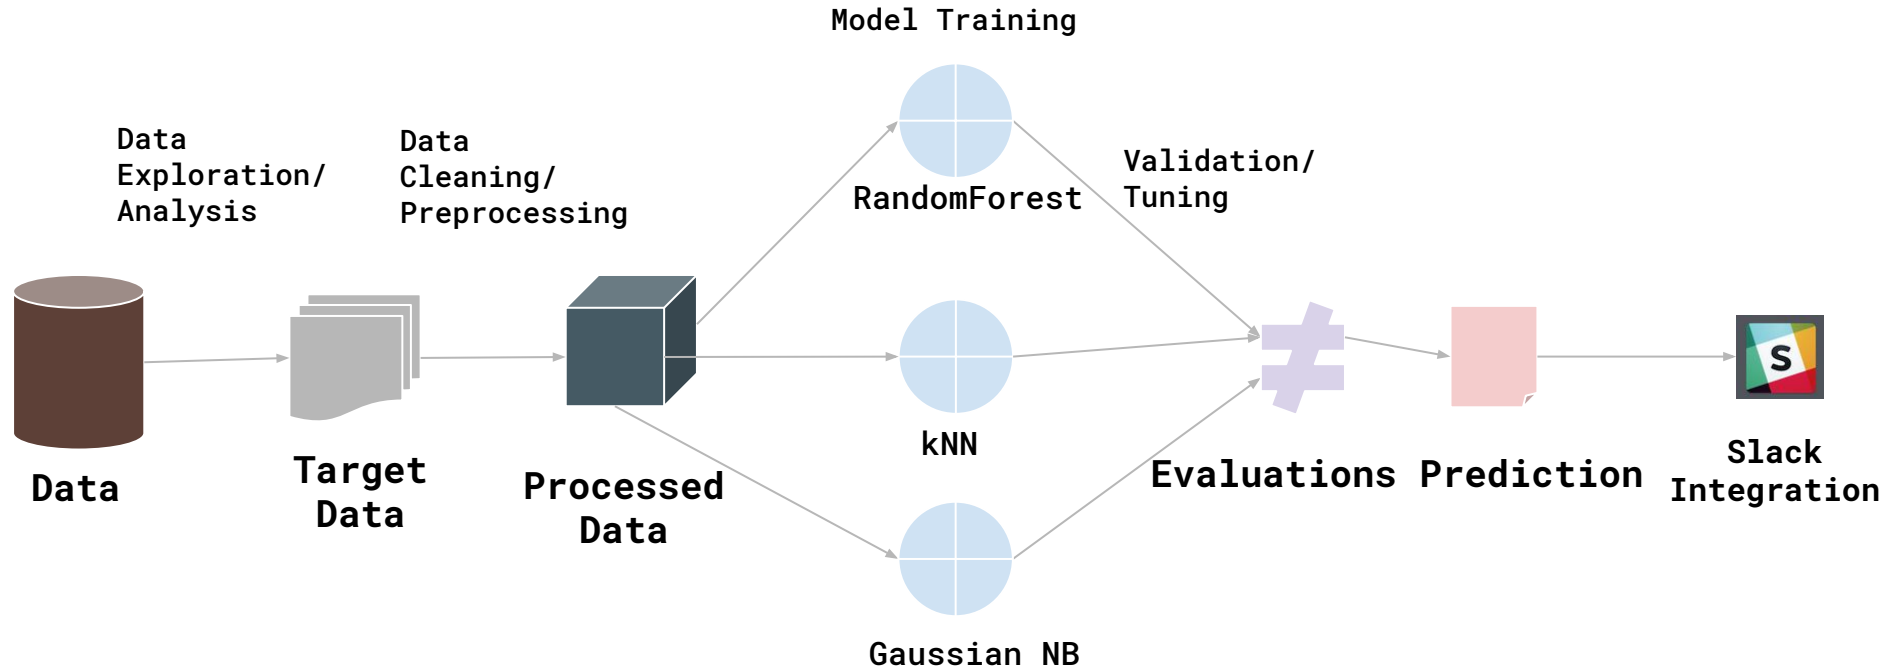 Model Training
Data
Exploration/
Analysis
Data
Cleaning/
Preprocessing
RandomForest
Validation/
Tuning
S
kNN
Data
Target
Data
Processed
Data
Evaluations
Prediction
Slack
Integration
Gaussian NB